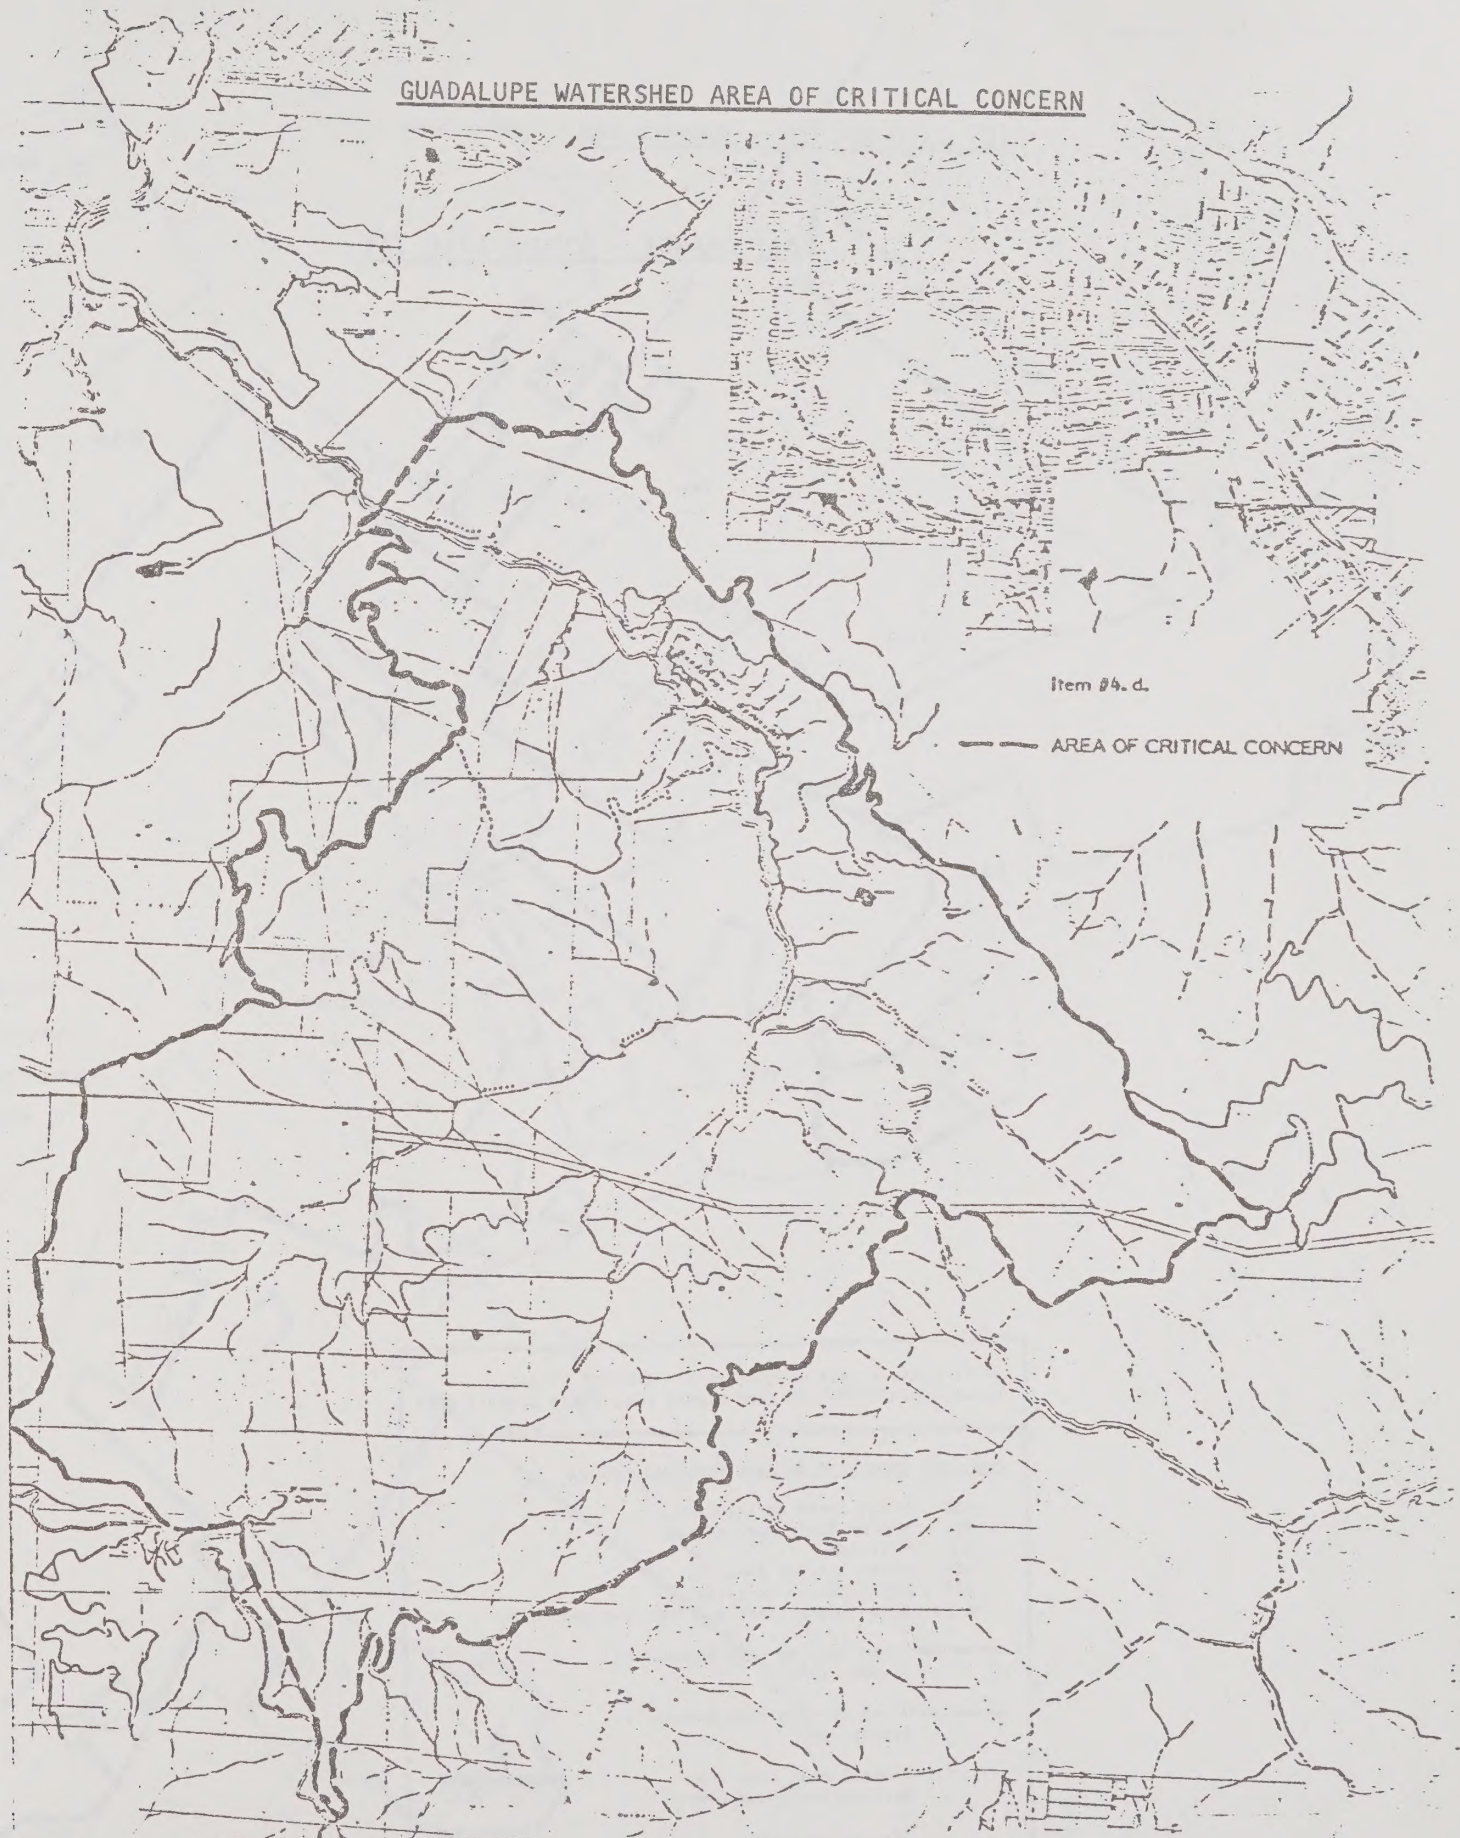 GUADALUPE WATERSHED AREA OF CRITICAL CONCERN
Item #4. d.
AREA OF CRITICAL CONCERN